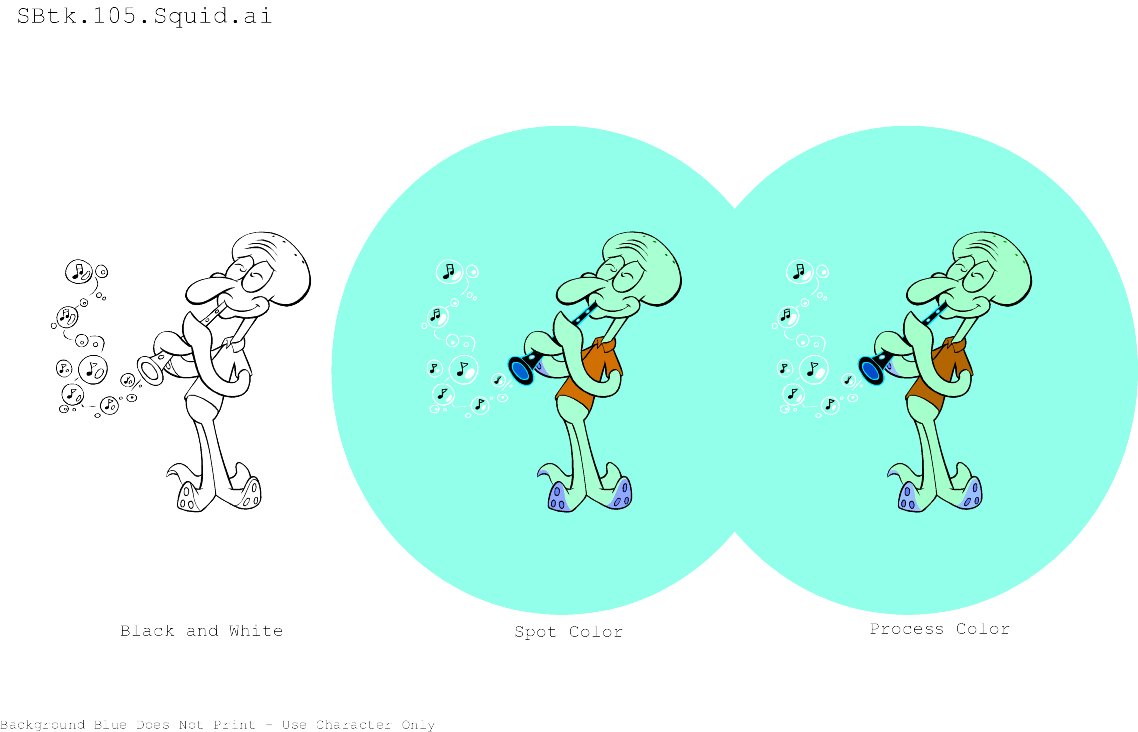 SBtk.105.Squid.ai
Black and White
Spot Color
Process Color
Background Blue Does Not Print - Use Character Only